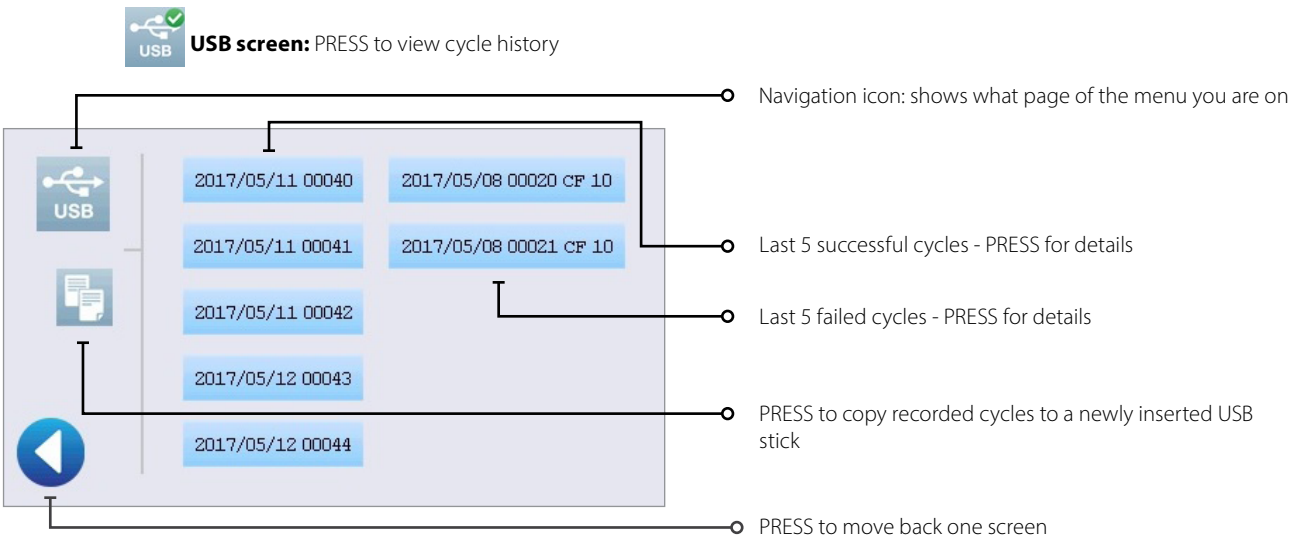 USB
USB screen: PRESS to view cycle history
Navigation icon: shows what page of the menu you are on
USB
2017/05/11 00040
2017/05/08 00020 CF 10
2017/05/11 00041
2017/05/08 00021 CF 10
Last 5 successful cycles - PRESS for details
2017/05/11 00042
Last 5 failed cycles - PRESS for details
2017/05/12 00043
PRESS to copy recorded cycles to a newly inserted USB
stick
2017/05/12 00044
PRESS to move back one screen